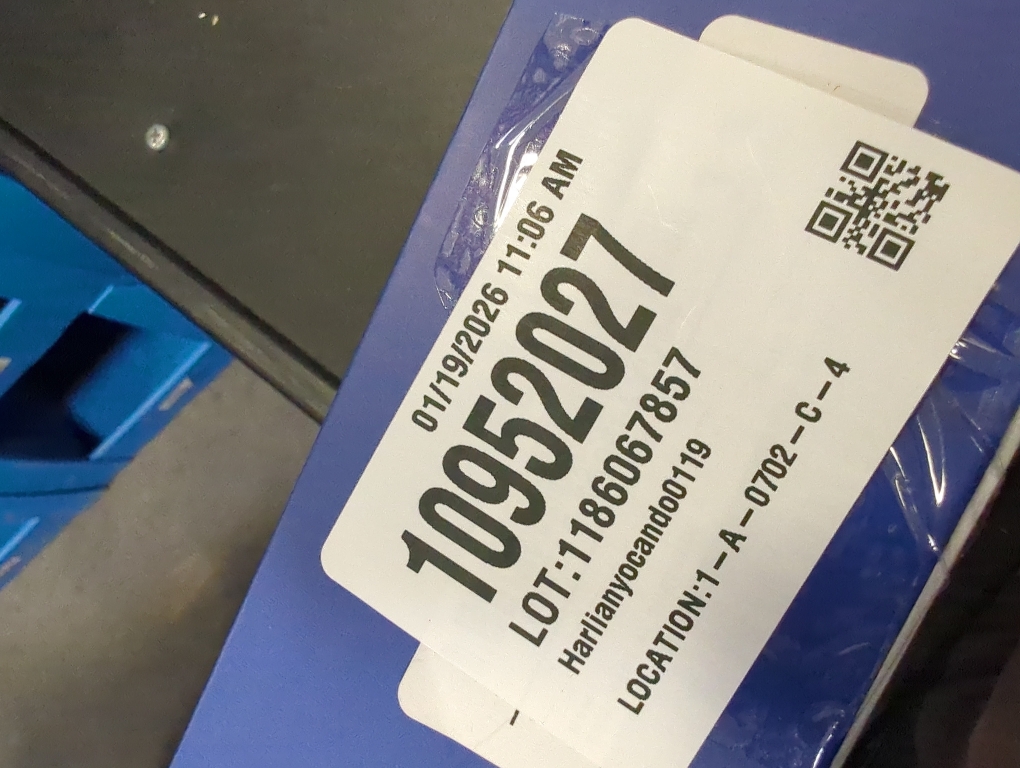 01/19/2026 11:06 AM
10952027
LOT:1186067857
Harlianyocando0119
LOCATION:1-A-0702-C-4